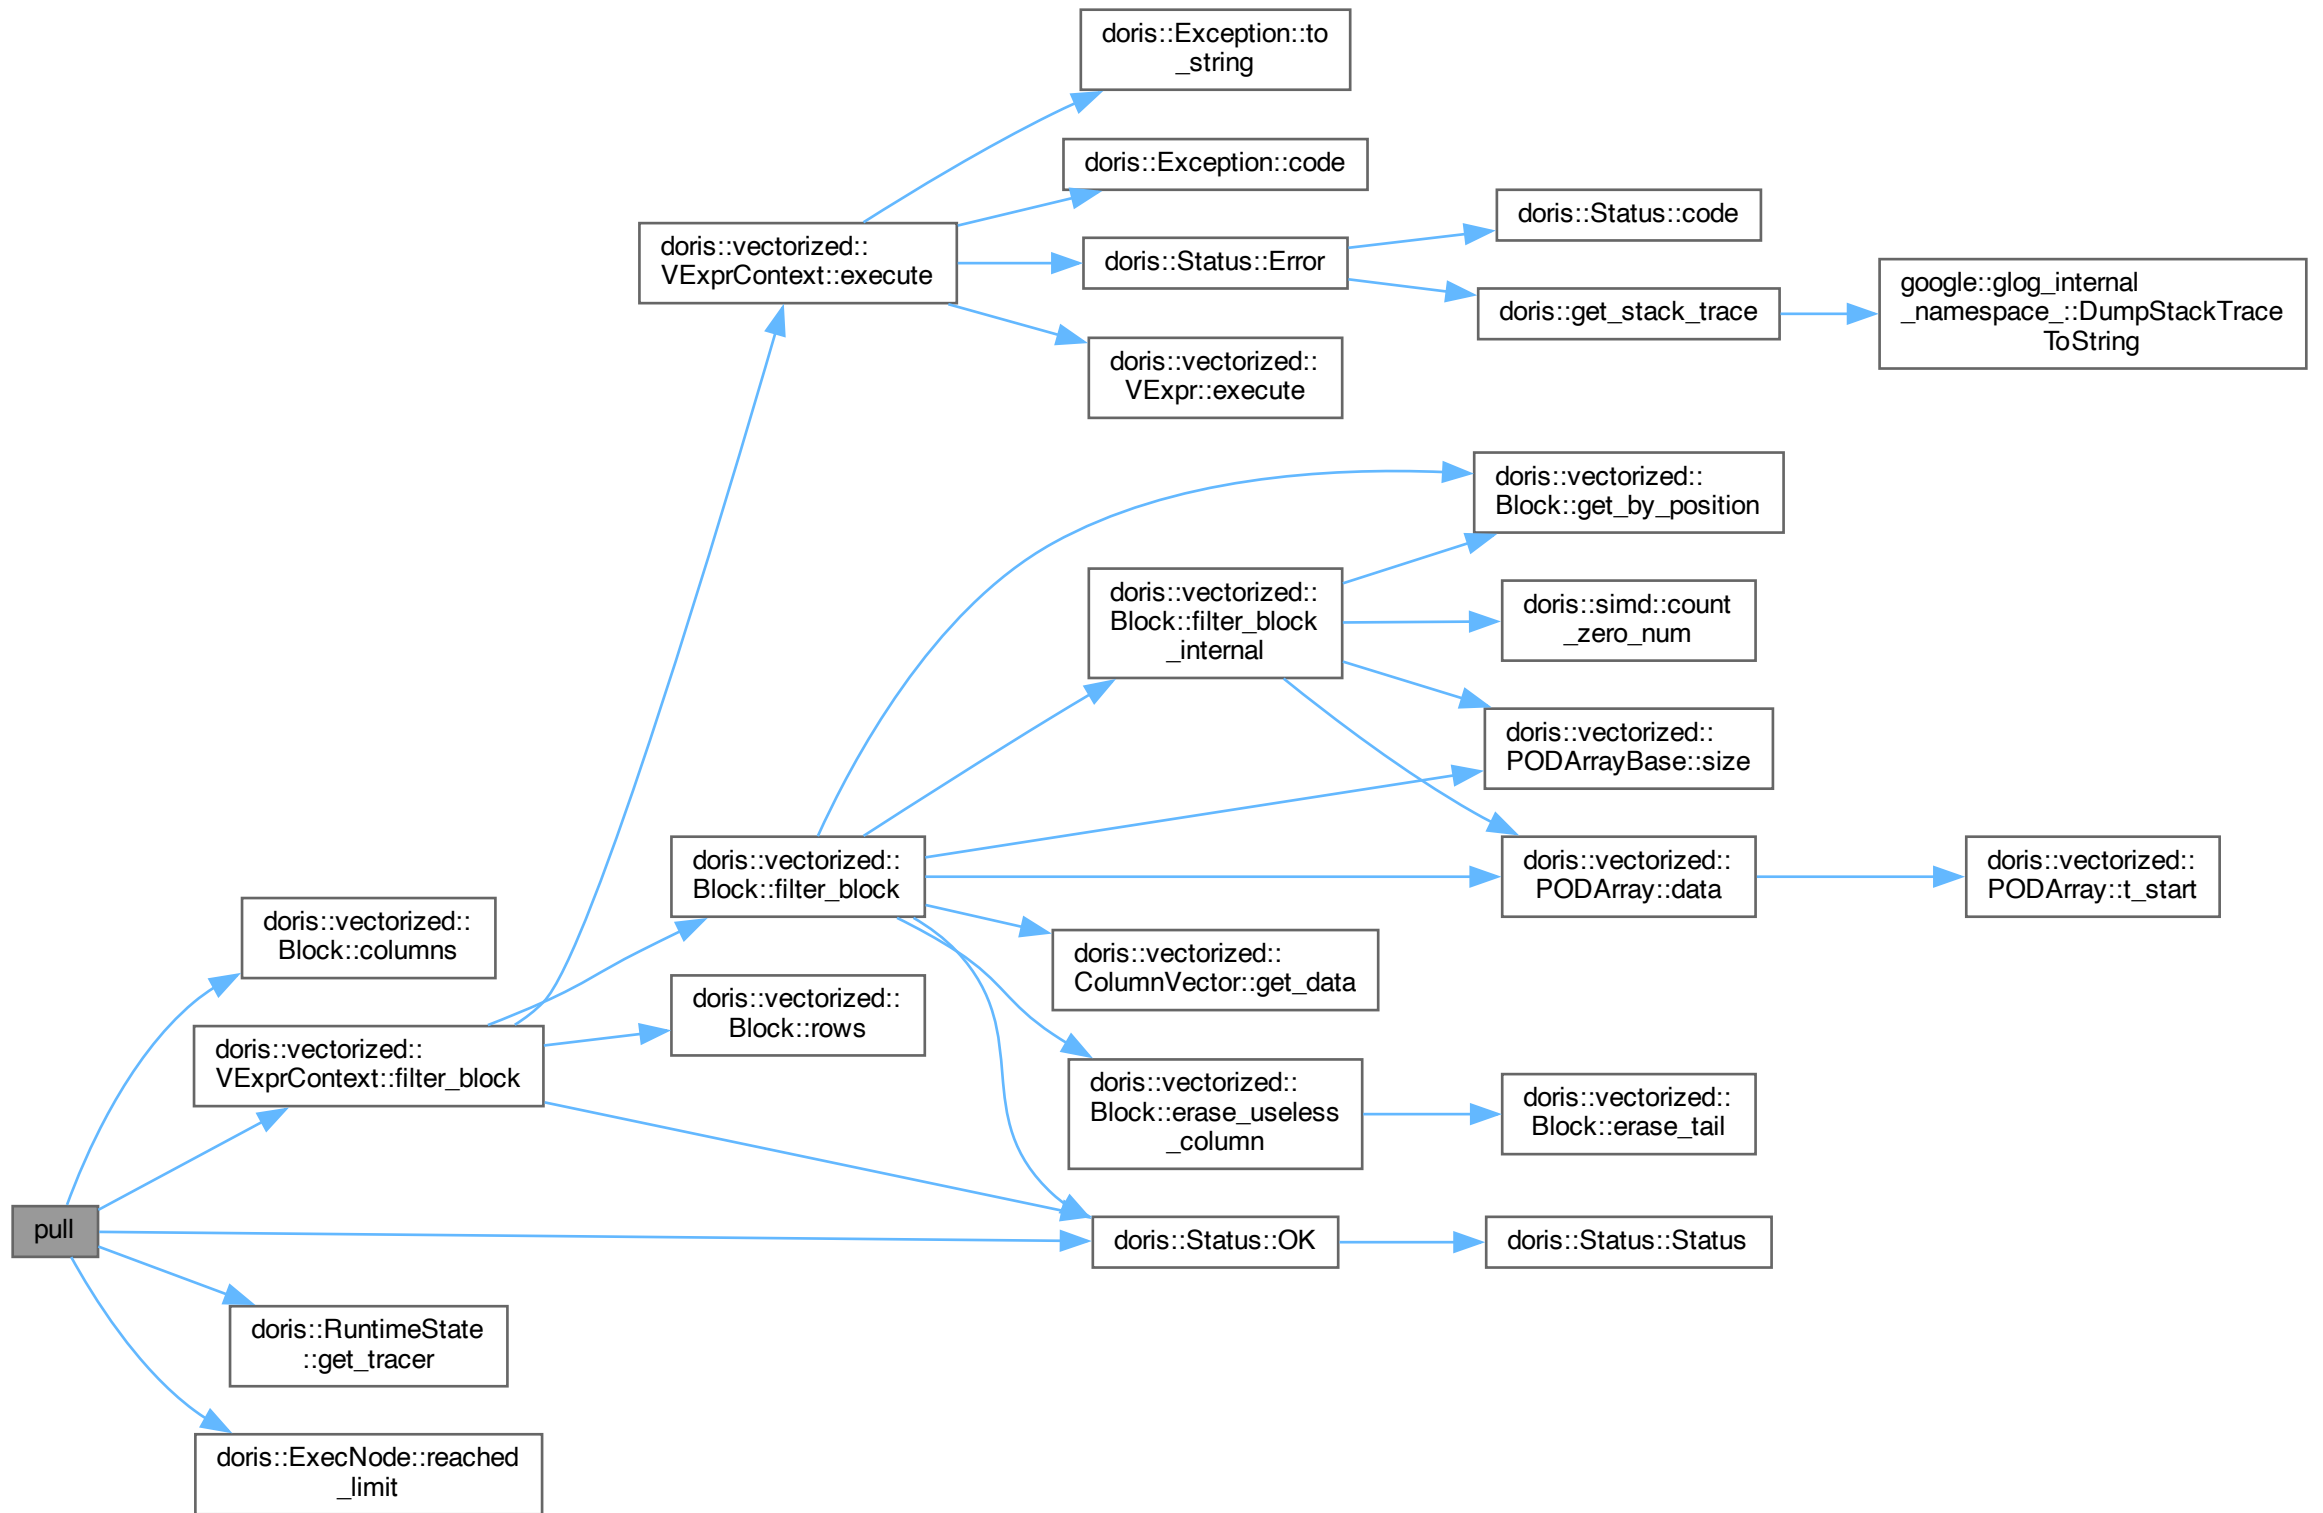 doris::Exception::to
_string
doris::Exception::code
doris::Status::code
doris::vectorized::
VExprContext::execute
doris::Status::Error
google::glog_internal
_namespace_::DumpStackTrace
ToString
doris::get_stack_trace
doris::vectorized::
VExpr::execute
doris::vectorized::
Block::get_by_position
doris::vectorized::
Block::filter_block
_internal
doris::simd::count
_zero_num
doris::vectorized::
PODArrayBase::size
doris::vectorized::
Block::filter_block
doris::vectorized::
PODArray::data
doris::vectorized::
PODArray::t_start
doris::vectorized::
Block::columns
doris::vectorized::
ColumnVector::get_data
doris::vectorized::
Block::rows
doris::vectorized::
VExprContext::filter_block
doris::vectorized::
Block::erase_useless
_column
doris::vectorized::
Block::erase_tail
pull
doris::Status::OK
doris::Status::Status
doris::RuntimeState
::get_tracer
doris::ExecNode::reached
_limit